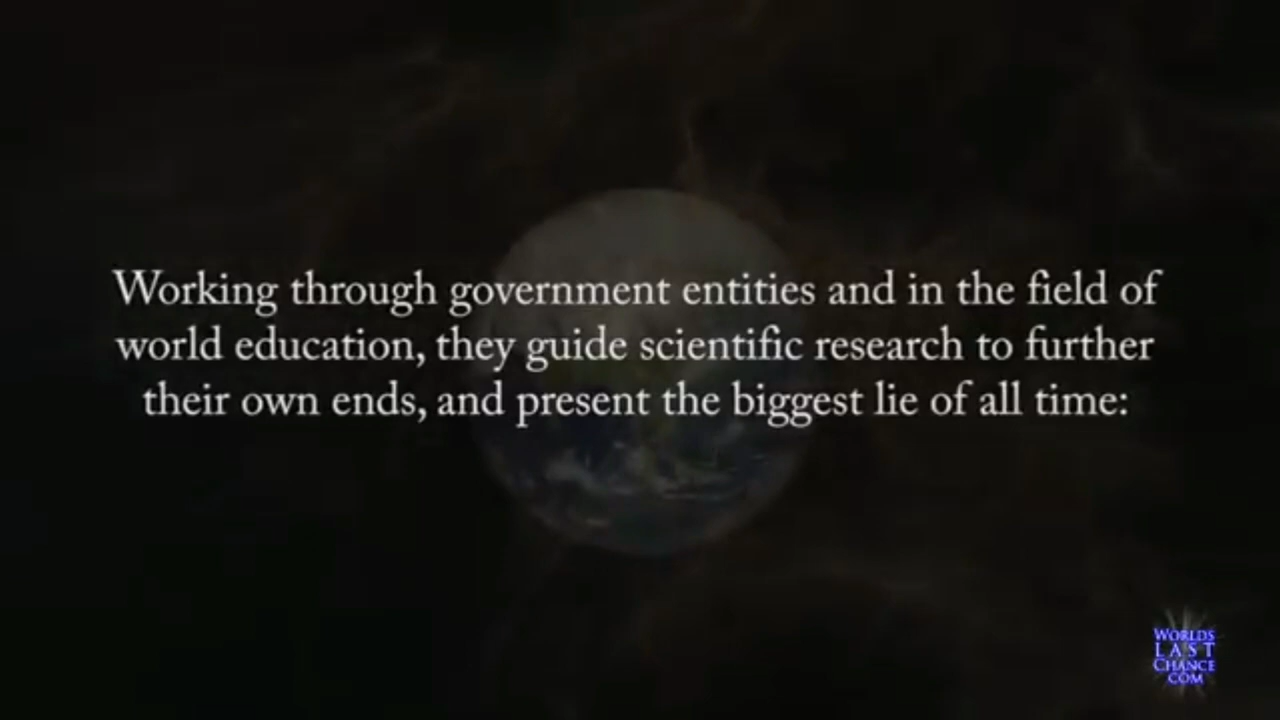 Working through government entities and in the field of
world education, they guide scientific research to further
their own ends, and present the biggest lie of all time:
WORLDS
LAST
CHANCE
.COM